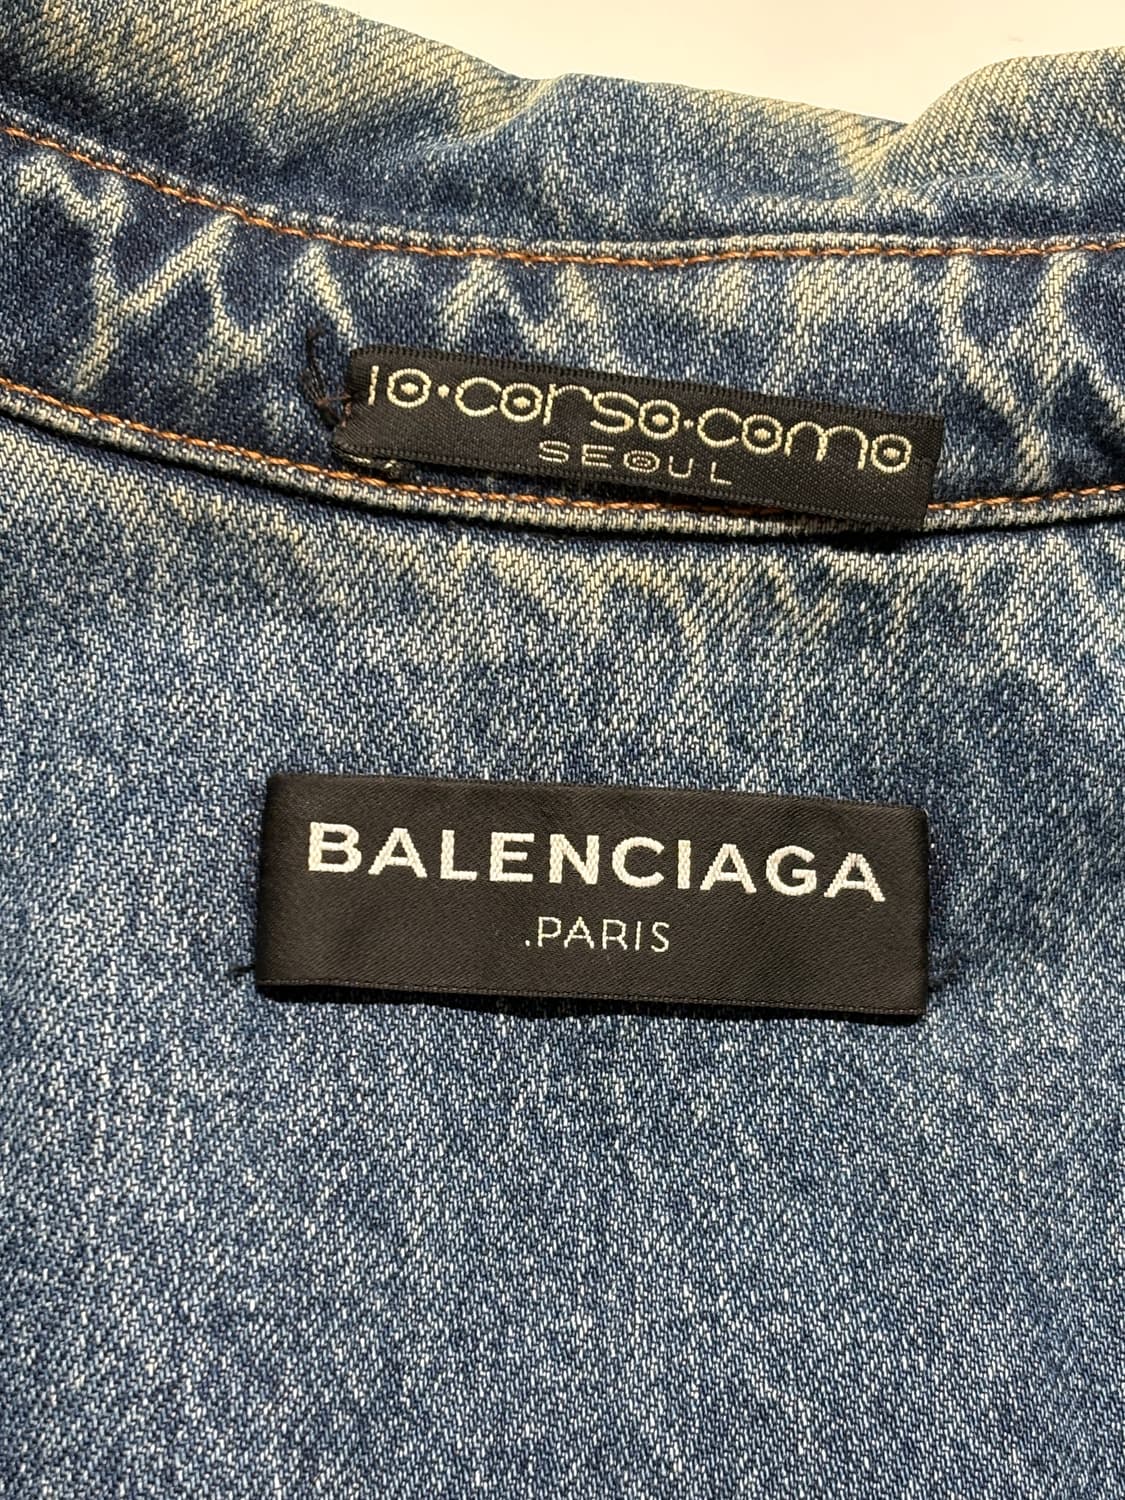 10·corso·como
SEOUL
BALENCIAGA
.PARIS